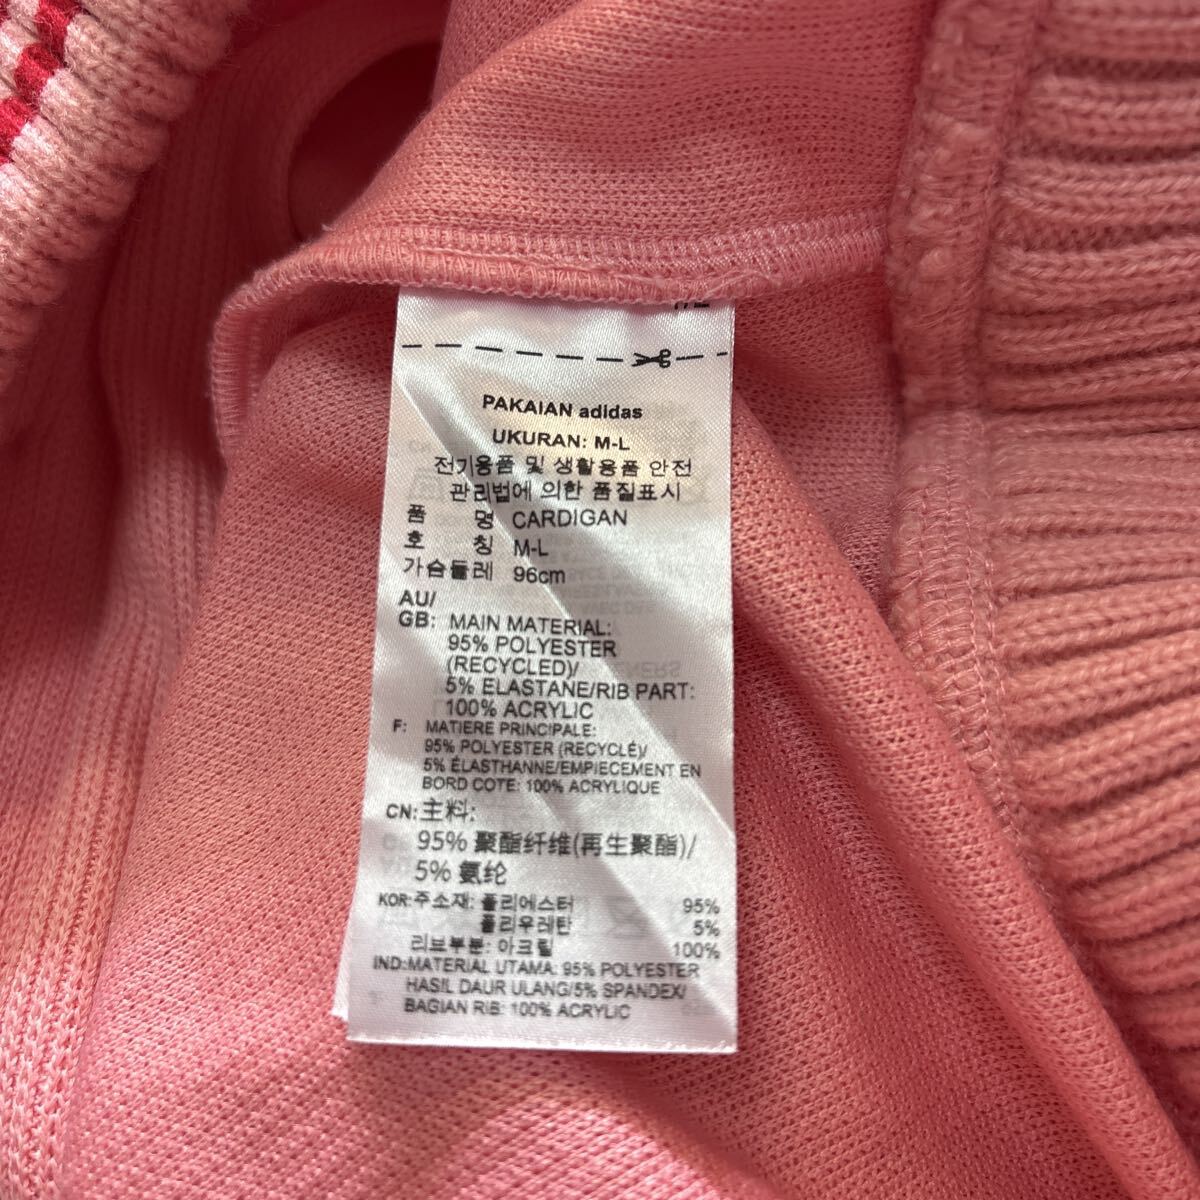 PAKAIAN adidas
UKURAN: M-L
전기용품 및 생활용품 안전
관리법에 의한 품질표시
품 명 CARDIGAN
호 칭 M-L
가슴둘레 96cm
AU/
GB: MAIN MATERIAL:
95% POLYESTER
(RECYCLED)/
5% ELASTANE/RIB PART:
100% ACRYLIC
F: MATIERE PRINCIPALE:
95% POLYESTER (RECYCLÉ)/
5% ÉLASTHANNE/EMPIECEMENT EN
BORD COTE: 100% ACRYLIQUE
CN:主料:
95% 聚酯纤维(再生聚酯)/
5% 氨纶
KOR:주소재: 폴리에스터 95%
폴리우레탄 5%
리브부분: 아크릴 100%
IND:MATERIAL UTAMA: 95% POLYESTER
HASIL DAUR ULANG/5% SPANDEX/
BAGIAN RIB: 100% ACRYLIC